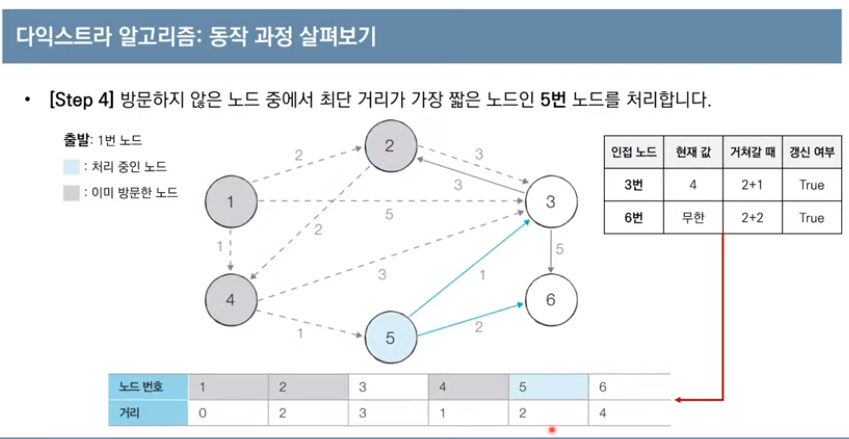 다익스트라 알고리즘: 동작 과정 살펴보기
• [Step 4] 방문하지 않은 노드 중에서 최단 거리가 가장 짧은 노드인 5번 노드를 처리합니다.
출발: 1번 노드
: 처리 중인 노드
: 이미 방문한 노드
2
2
3
3
1
5
3
1
2
5
4
3
1
6
1
5
2
인접 노드 현재 값 거쳐갈 때 갱신 여부
3번 4 2+1 True
6번 무한 2+2 True
노드 번호 1 2 3 4 5 6
거리 0 2 3 1 2 4